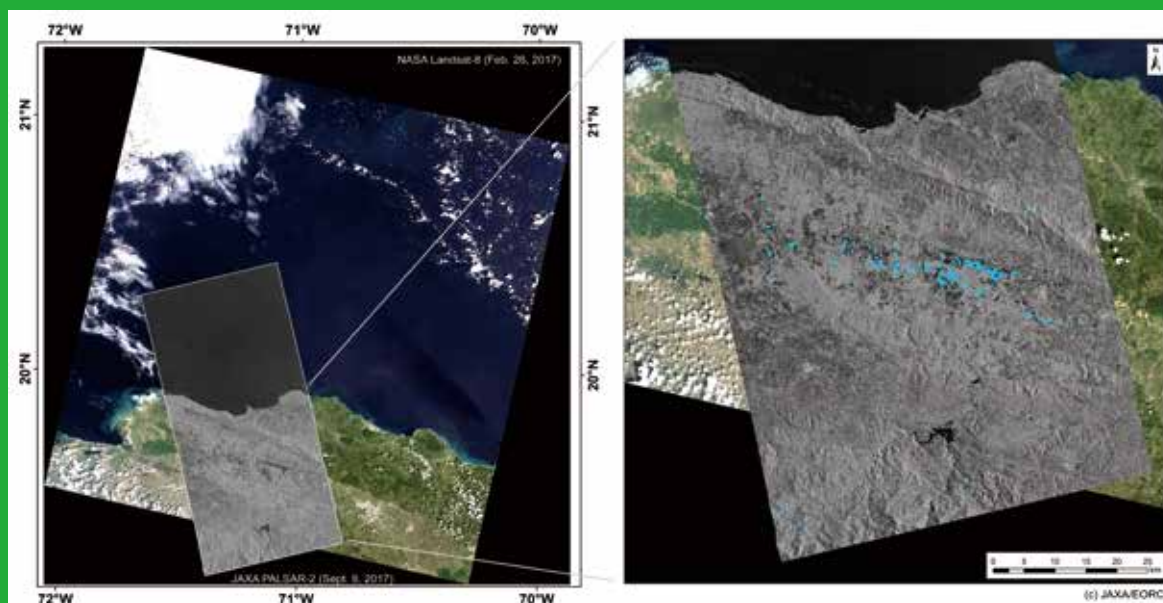 72°W 71°W 70°W
NASA Landsat-8 (Feb. 26, 2017)
N
21°N 21°N
20°N 20°N
JAXA PALSAR-2 (Sept. 8, 2017)
72°W 71°W 70°W
0 5 10 15 20 25
km
(c) JAXA/EORC